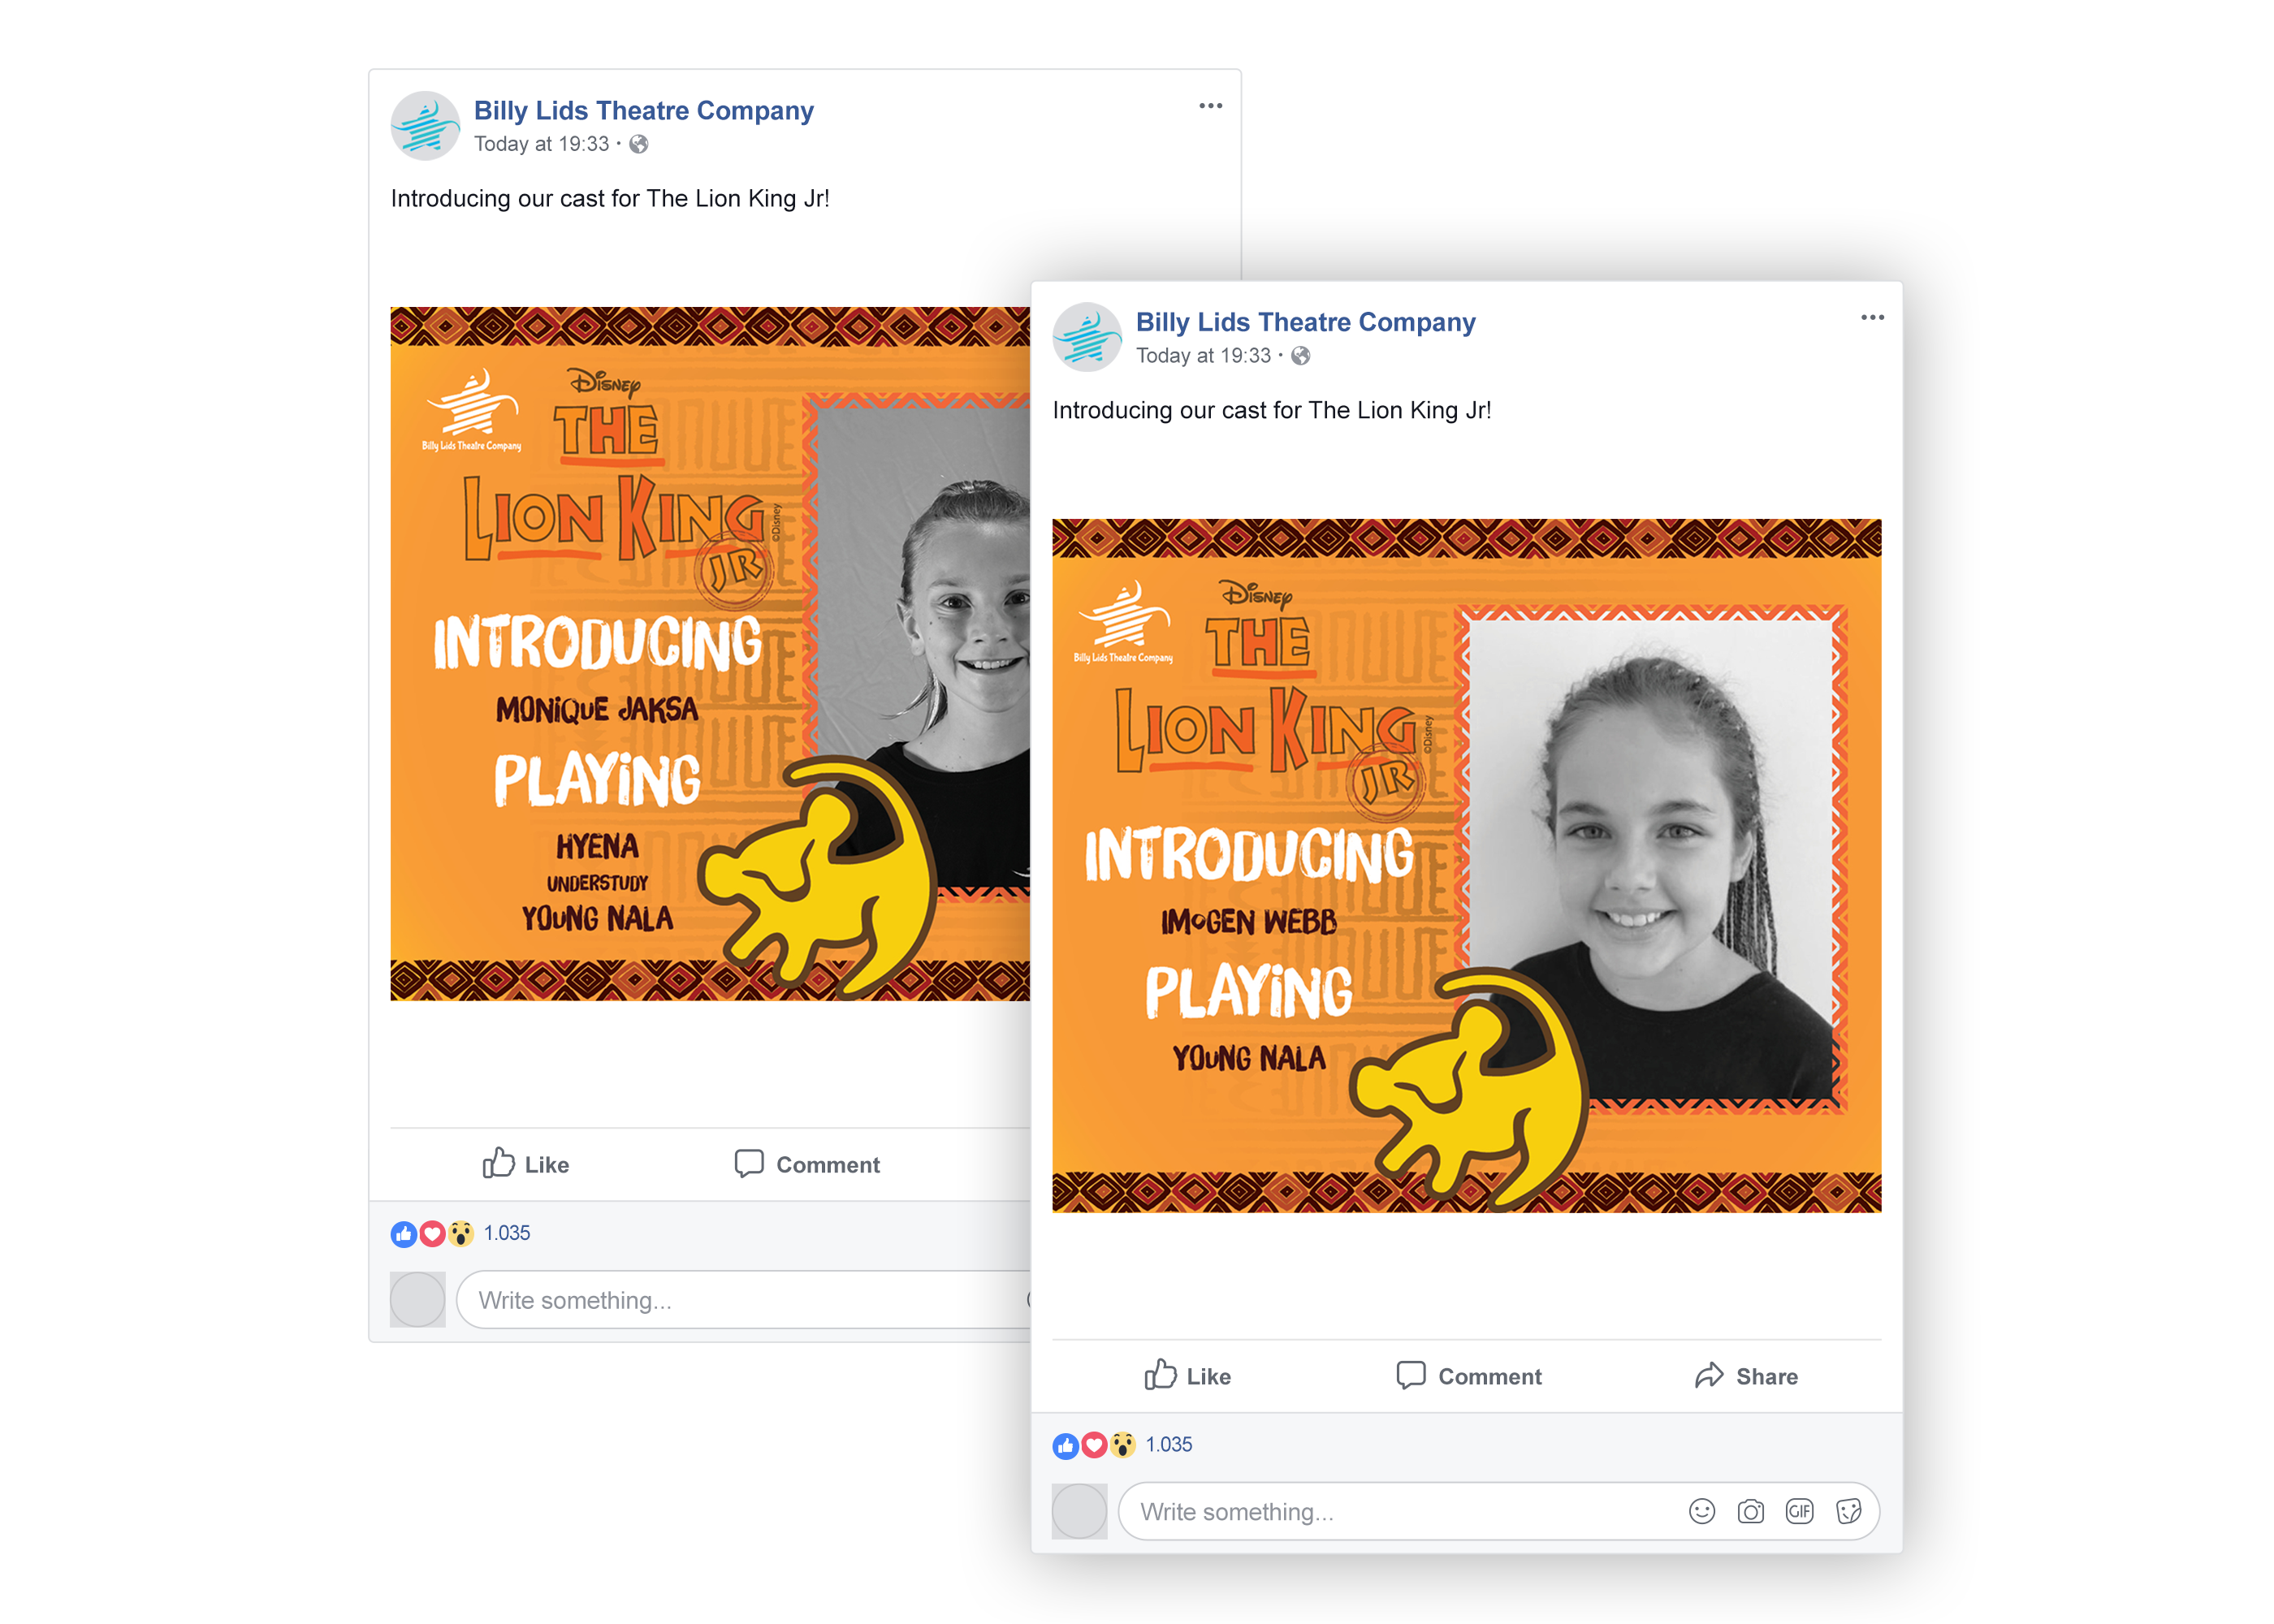 Billy Lids Theatre Company
Today at 19:33 ·
Introducing our cast for The Lion King Jr!
Billy Lids Theatre Company
Disney
THE
LION KING
©Disney
JR
INTRODUCING
MONIQUE JAKSA
PLAYING
HYENA
UNDERSTUDY
YOUNG NALA
Like
Comment
1.035
Write something...
Billy Lids Theatre Company
Today at 19:33 ·
Introducing our cast for The Lion King Jr!
Billy Lids Theatre Company
Disney
THE
LION KING
©Disney
JR
INTRODUCING
IMOGEN WEBB
PLAYING
YOUNG NALA
Like
Comment
Share
1.035
Write something...
GIF